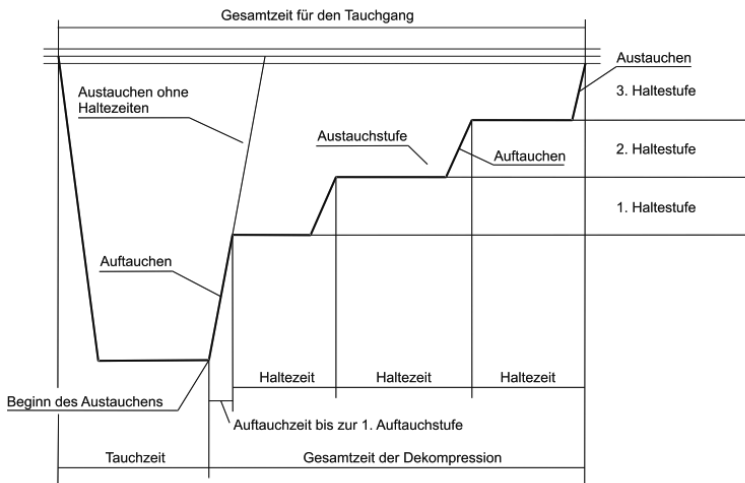 Gesamtzeit für den Tauchgang
Austauchen
Austauchen ohne
Haltezeiten
3. Haltestufe
Austauchstufe
Auftauchen
2. Haltestufe
1. Haltestufe
Auftauchen
Haltezeit
Haltezeit
Haltezeit
Beginn des Austauchens
Auftauchzeit bis zur 1. Auftauchstufe
Tauchzeit
Gesamtzeit der Dekompression